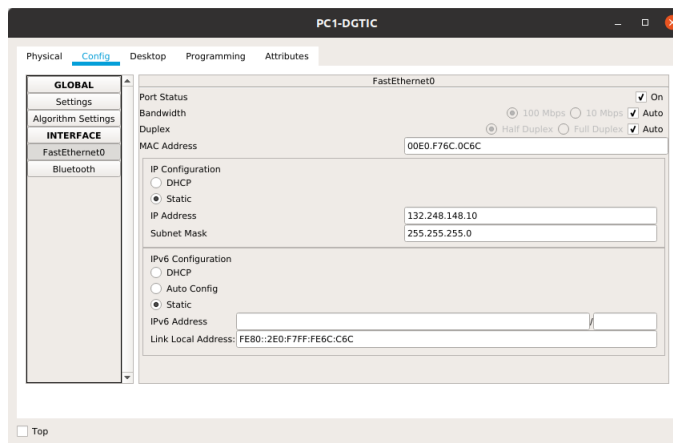 PC1-DGTIC
Physical Config Desktop Programming Attributes
GLOBAL
Settings
Algorithm Settings
INTERFACE
FastEthernet0
Bluetooth
FastEthernet0
Port Status On
Bandwidth 100 Mbps 10 Mbps Auto
Duplex Half Duplex Full Duplex Auto
MAC Address 00E0.F76C.0C6C
IP Configuration
DHCP
Static
IP Address 132.248.148.10
Subnet Mask 255.255.255.0
IPv6 Configuration
DHCP
Auto Config
Static
IPv6 Address /
Link Local Address: FE80::2E0:F7FF:FE6C:C6C
Top